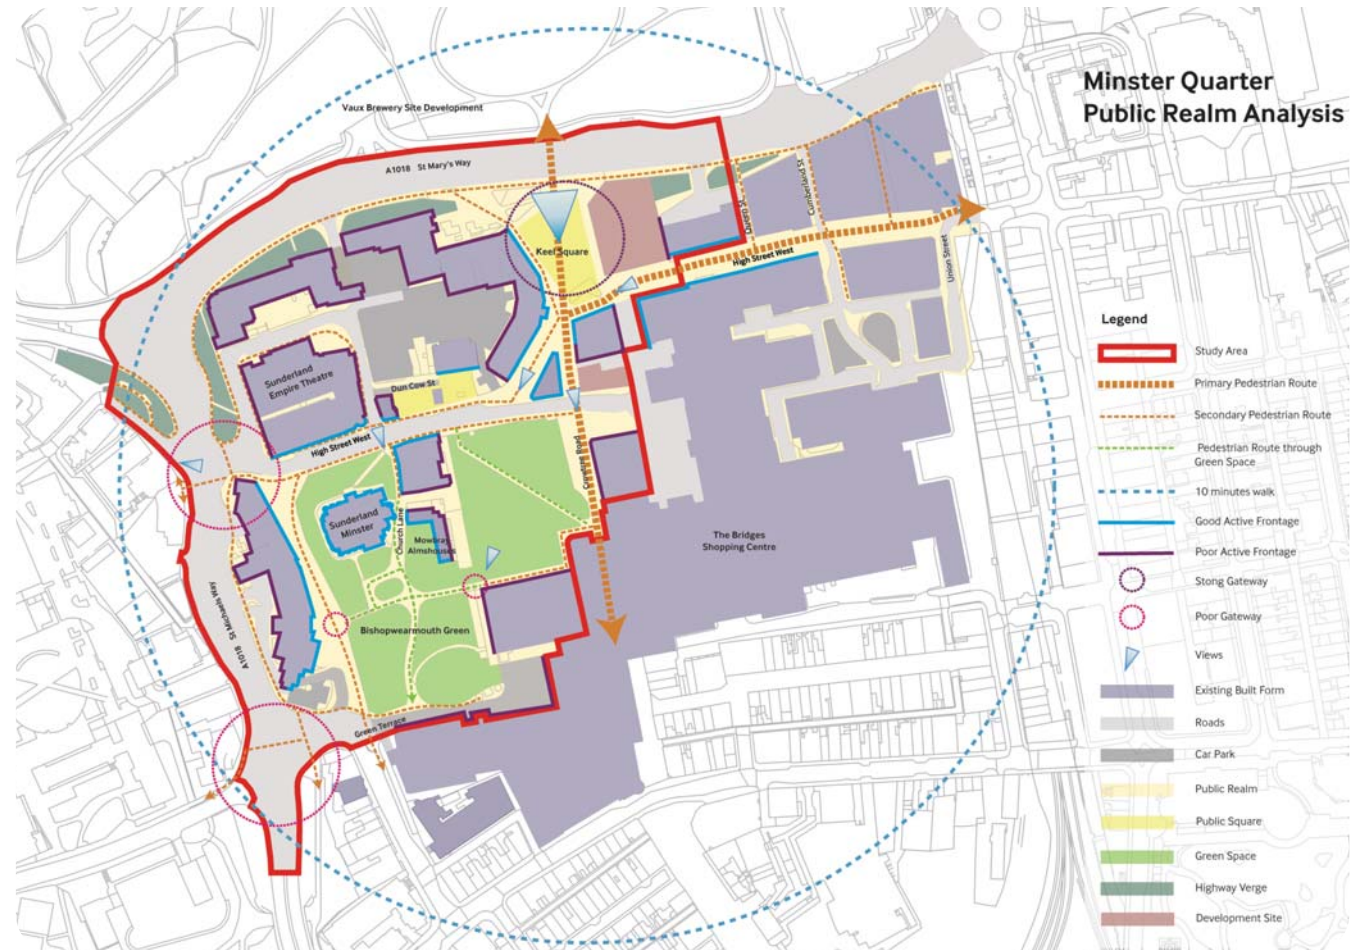 Minster Quarter
Public Realm Analysis
Vaux Brewery Site Development
A1018 St Mary's Way
Keel Square
Queen St
Cumberland St
High Street West
Union Street
Sunderland
Empire Theatre
Dun Cow St
High Street West
Crowtree Road
Sunderland
Minster
Church Lane
Mowbray
Almshouses
The Bridges
Shopping Centre
A1018 St Michaels Way
Bishopwearmouth Green
Green Terrace
Legend
Study Area
Primary Pedestrian Route
Secondary Pedestrian Route
Pedestrian Route through
Green Space
10 minutes walk
Good Active Frontage
Poor Active Frontage
Stong Gateway
Poor Gateway
Views
Existing Built Form
Roads
Car Park
Public Realm
Public Square
Green Space
Highway Verge
Development Site